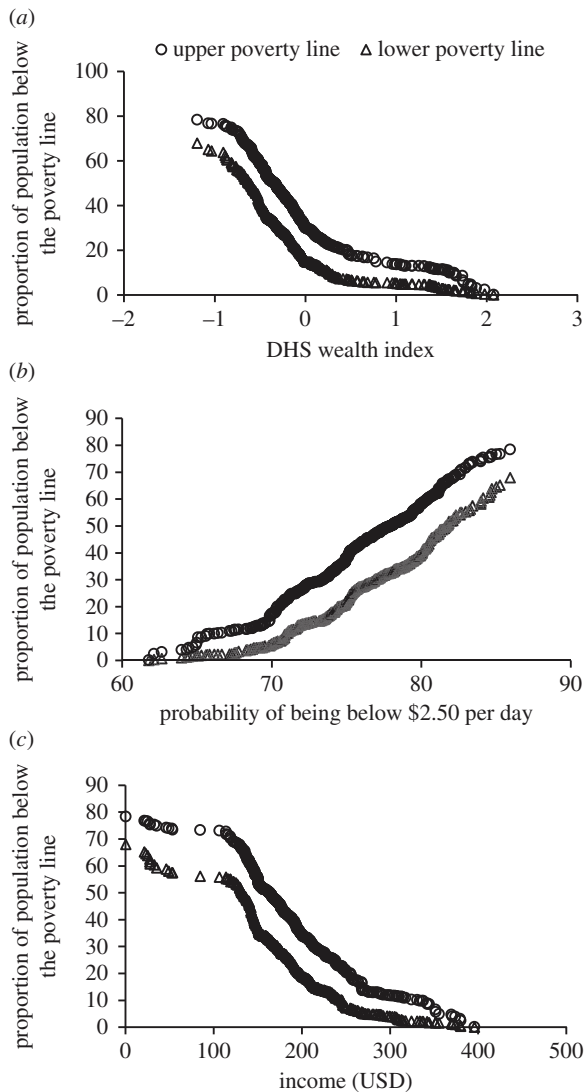 (a)
upper poverty line lower poverty line
proportion of population below
the poverty line
100
80
60
40
20
0
–2 –1 0 1 2 3
DHS wealth index
(b)
proportion of population below
the poverty line
90
80
70
60
50
40
30
20
10
0
60 70 80 90
probability of being below $2.50 per day
(c)
proportion of population below
the poverty line
90
80
70
60
50
40
30
20
10
0
0 100 200 300 400 500
income (USD)